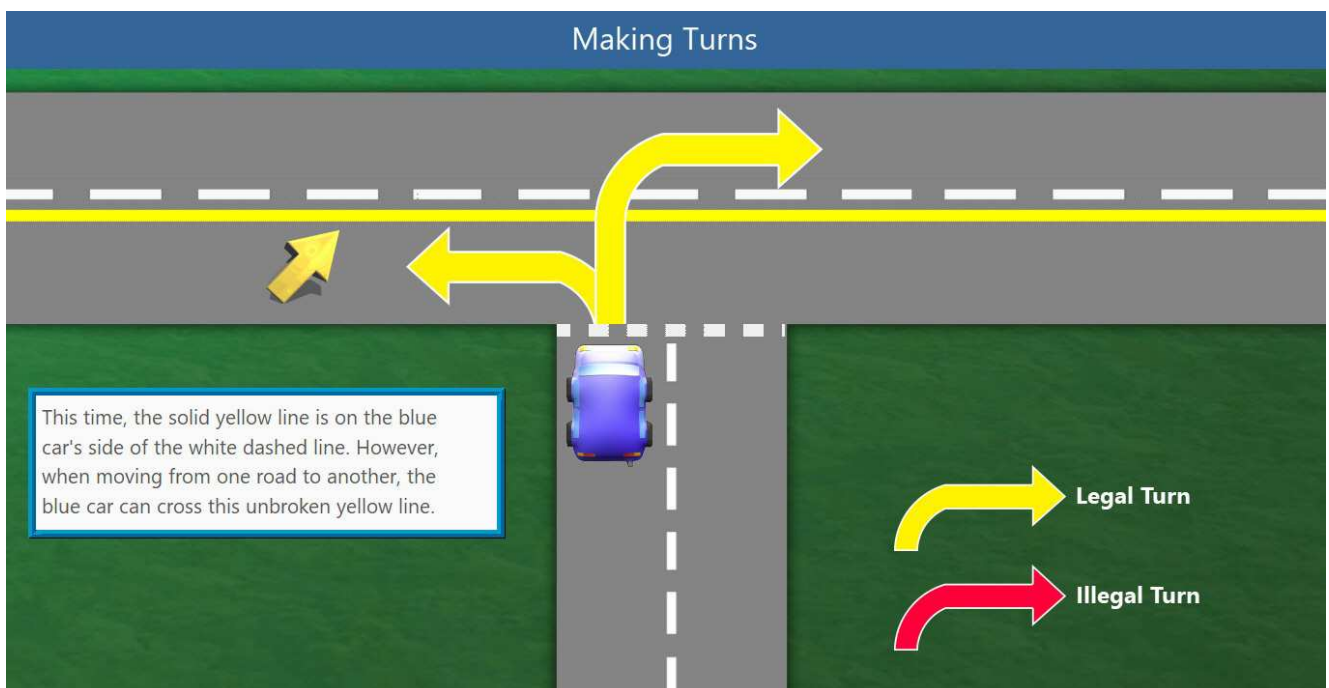 Making Turns
This time, the solid yellow line is on the blue
car's side of the white dashed line. However,
when moving from one road to another, the
blue car can cross this unbroken yellow line.
Legal Turn
Illegal Turn